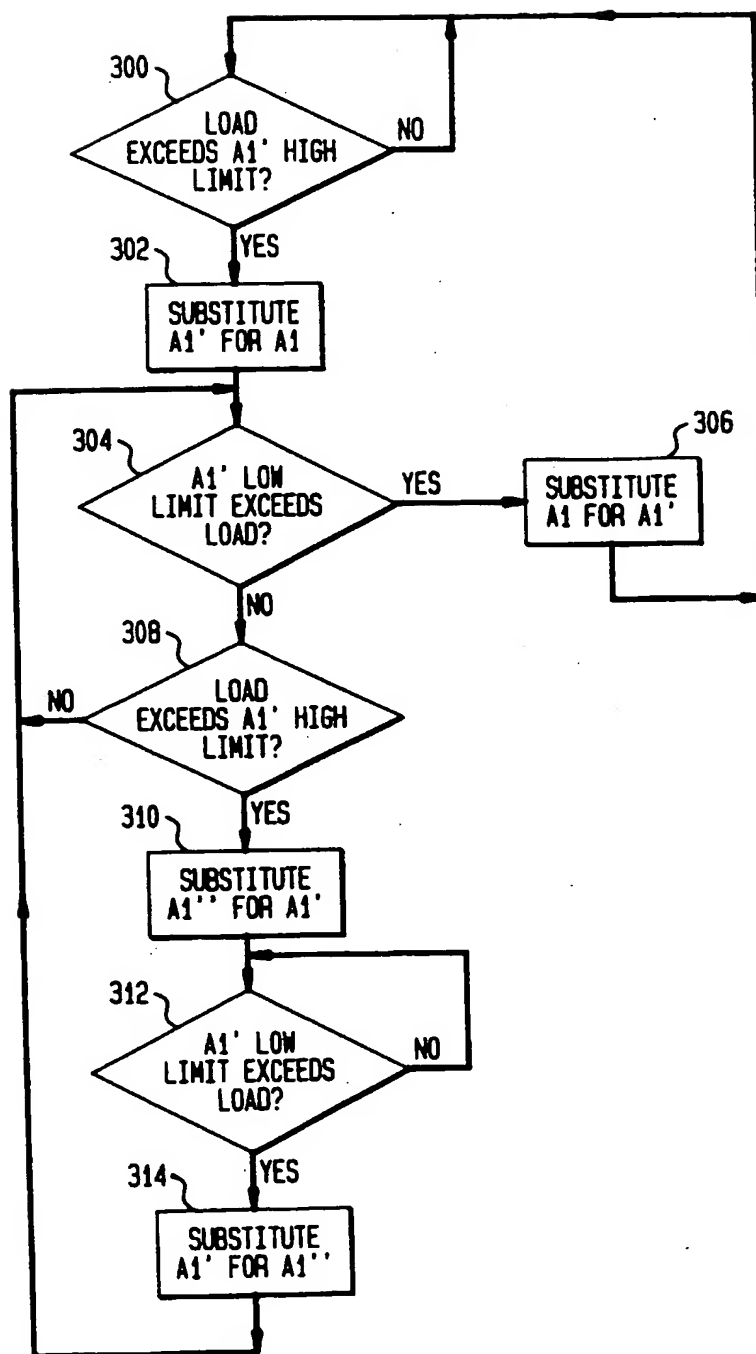 300
LOAD
EXCEEDS A1' HIGH
LIMIT?
NO
YES
302
SUBSTITUTE
A1' FOR A1
304
A1' LOW
LIMIT EXCEEDS
LOAD?
YES
306
SUBSTITUTE
A1 FOR A1'
NO
308
LOAD
EXCEEDS A1' HIGH
LIMIT?
NO
YES
310
SUBSTITUTE
A1'' FOR A1'
312
A1' LOW
LIMIT EXCEEDS
LOAD?
NO
YES
314
SUBSTITUTE
A1' FOR A1''